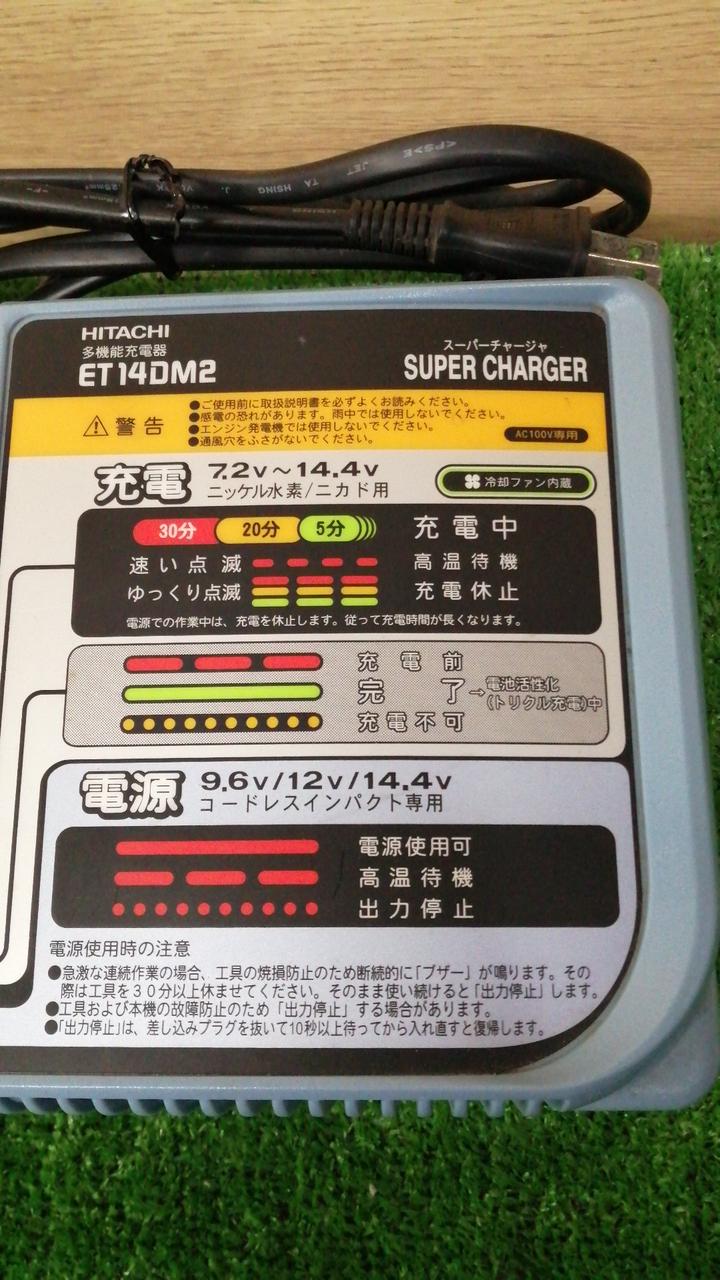 <PS>E JET
HITACHI
多機能充電器
ET14DM2
スーパーチャージャ
SUPER CHARGER
警告
●ご使用前に取扱説明書を必ずよくお読みください。
●感電の恐れがあります。雨中では使用しないでください。
●エンジン発電機では使用しないでください。
●通風穴をふさがないでください。
AC100V専用
充電
7.2V～14.4V
ニッケル水素/ニカド用
冷却ファン内蔵
30分 20分 5分 充電中
速い点滅 高温待機
ゆっくり点滅 充電休止
電源での作業中は、充電を休止します。従って充電時間が長くなります。
充電前
完了→電池活性化
(トリクル充電)中
充電不可
電源
9.6V/12V/14.4V
コードレスインパクト専用
電源使用可
高温待機
出力停止
電源使用時の注意
●急激な連続作業の場合、工具の焼損防止のため断続的に「ブザー」が鳴ります。その
際は工具を30分以上休ませてください。そのまま使い続けると「出力停止」します。
●工具および本機の故障防止のため「出力停止」する場合があります。
●「出力停止」は、差し込みプラグを抜いて10秒以上待ってから入れ直すと復帰します。